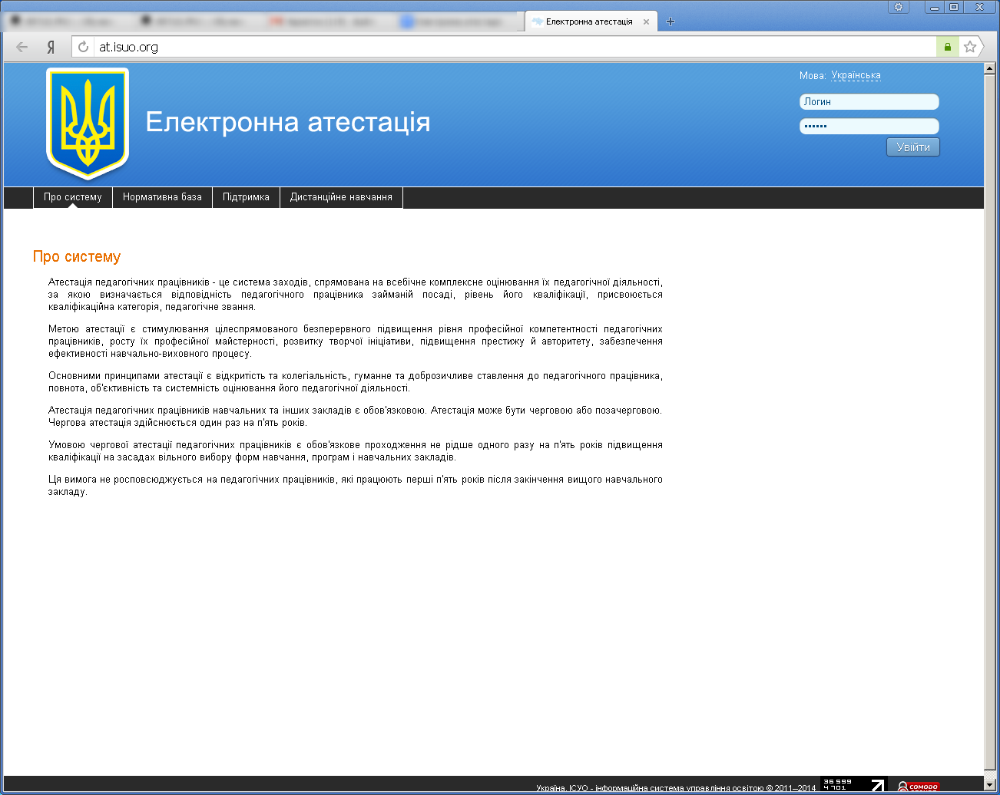 Електронна атестація
Я
at.isuo.org
Мова: Українська
Логин
Електронна атестація
Увійти
Про систему
Нормативна база
Підтримка
Дистанційне навчання
Про систему
Атестація педагогічних працівників - це система заходів, спрямована на всебічне комплексне оцінювання їх педагогічної діяльності,
за якою визначається відповідність педагогічного працівника займаній посаді, рівень його кваліфікації, присвоюється
кваліфікаційна категорія, педагогічне звання.
Метою атестації є стимулювання цілеспрямованого безперервного підвищення рівня професійної компетентності педагогічних
працівників, росту їх професійної майстерності, розвитку творчої ініціативи, підвищення престижу й авторитету, забезпечення
ефективності навчально-виховного процесу.
Основними принципами атестації є відкритість та колегіальність, гуманне та доброзичливе ставлення до педагогічного працівника,
повнота, об'єктивність та системність оцінювання його педагогічної діяльності.
Атестація педагогічних працівників навчальних та інших закладів є обов'язковою. Атестація може бути черговою або позачерговою.
Чергова атестація здійснюється один раз на п'ять років.
Умовою чергової атестації педагогічних працівників є обов'язкове проходження не рідше одного разу на п'ять років підвищення
кваліфікації на засадах вільного вибору форм навчання, програм і навчальних закладів.
Ця вимога не росповсюджується на педагогічних працівників, які працюють перші п'ять років після закінчення вищого навчального
закладу.
Україна. ІСУО - інформаційна система управління освітою © 2011—2014
36 599
4 701
COMODO